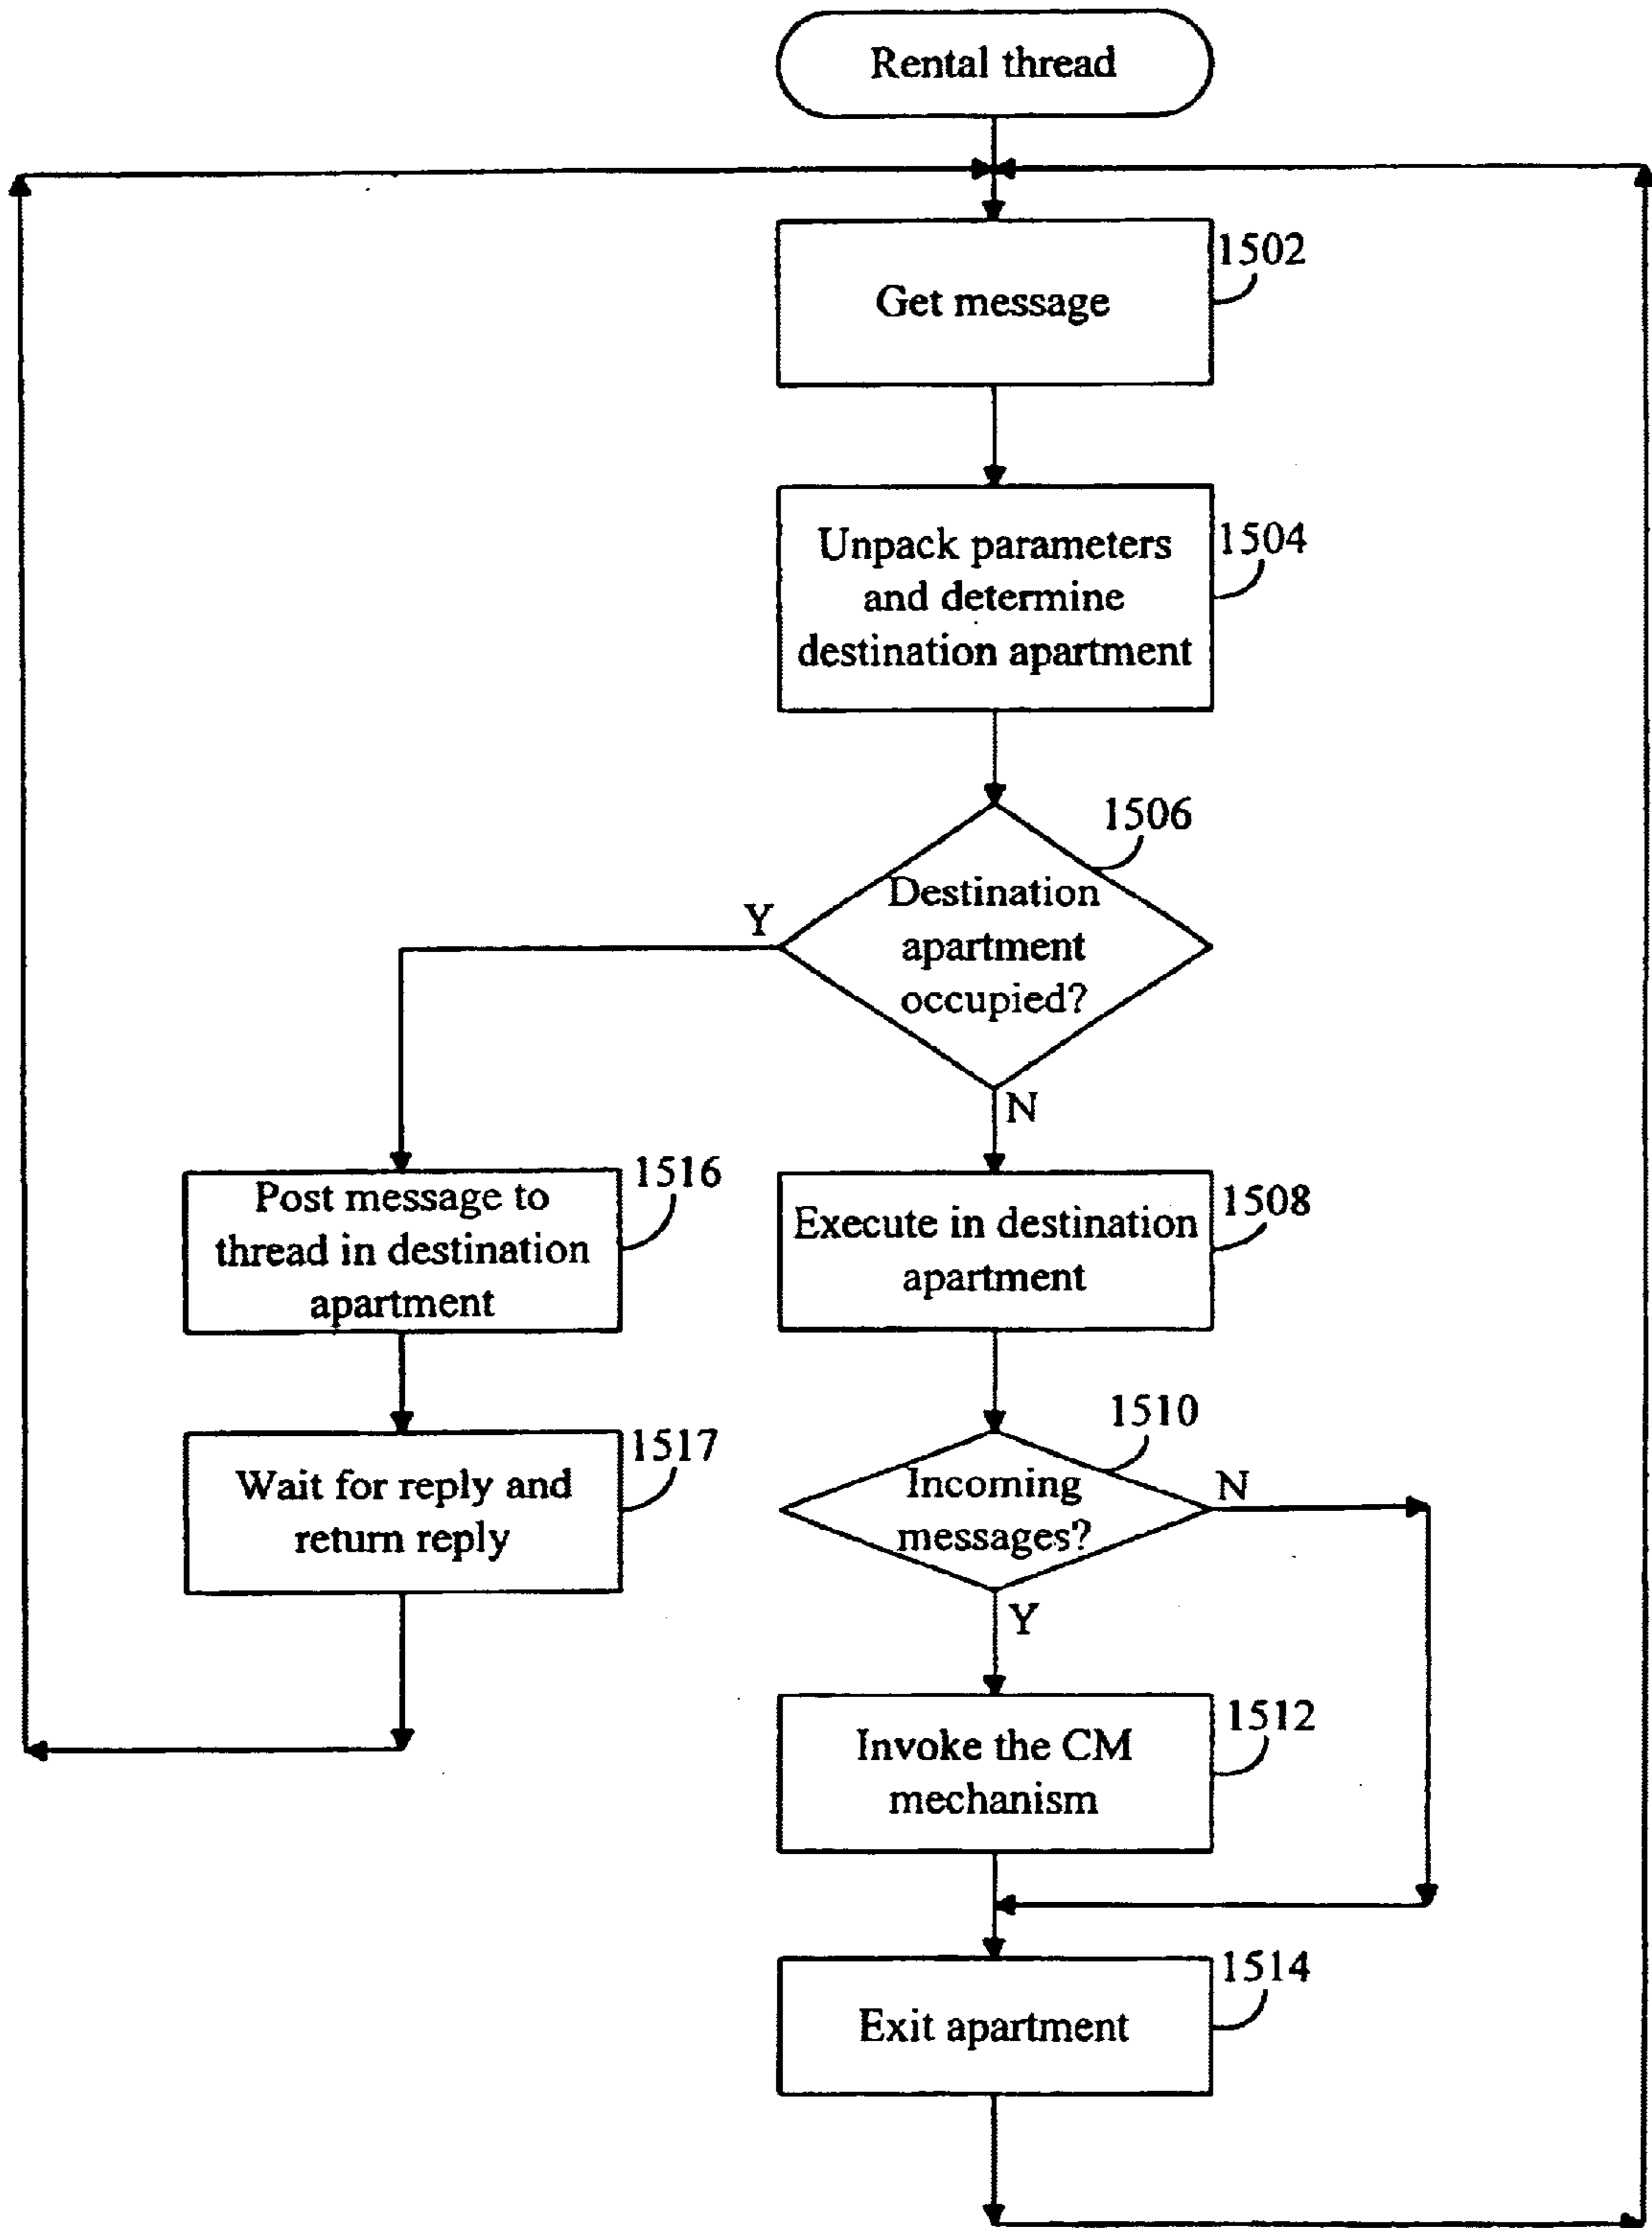 Rental thread
1502
Get message
1504
Unpack parameters
and determine
destination apartment
1506
Destination
apartment
occupied?
Y
N
1516
Post message to
thread in destination
apartment
1508
Execute in destination
apartment
1517
Wait for reply and
return reply
1510
Incoming
messages?
N
Y
1512
Invoke the CM
mechanism
1514
Exit apartment